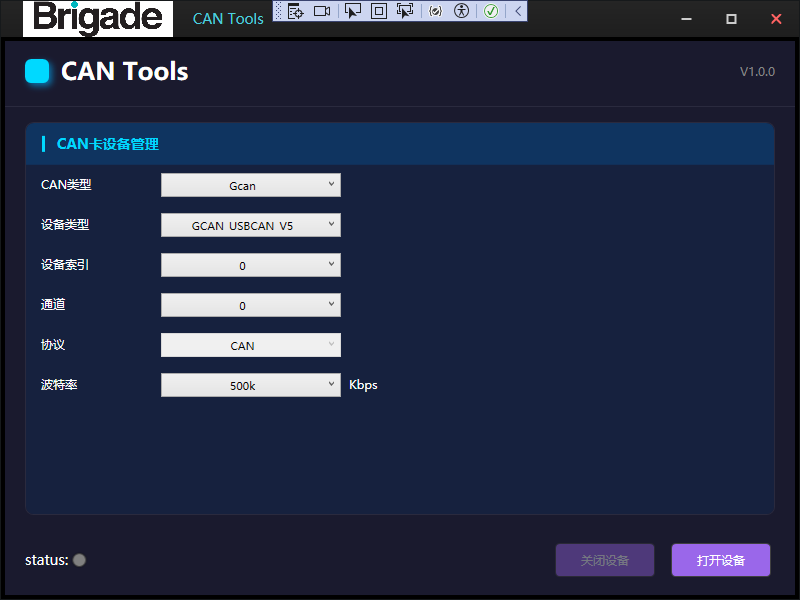 Brigade
CAN Tools
CAN Tools
V1.0.0
CAN卡设备管理
CAN类型
Gcan
设备类型
GCAN USBCAN V5
设备索引
0
通道
0
协议
CAN
波特率
500k
Kbps
status:
关闭设备
打开设备